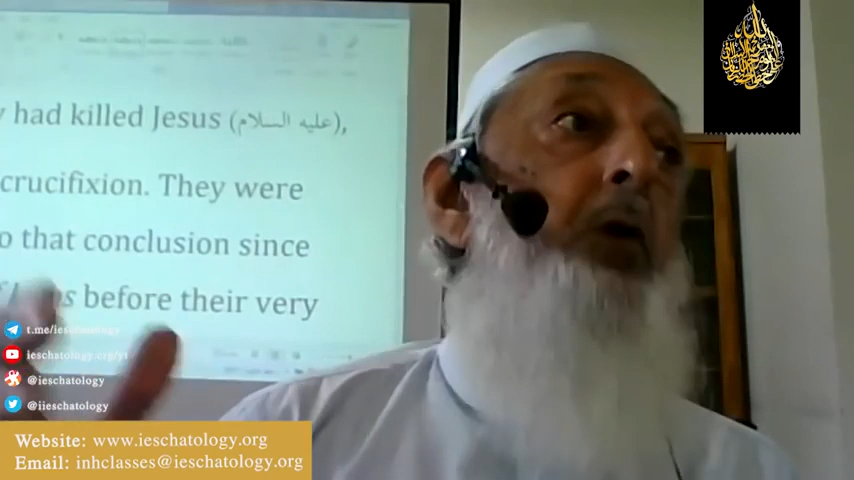 had killed Jesus (عليه السلام),
crucifixion. They were
that conclusion since
before their very
t.me/ieschatology
ieschatology.org/yt
@ieschatology
@iieschatology
Website: www.ieschatology.org
Email: inhclasses@ieschatology.org